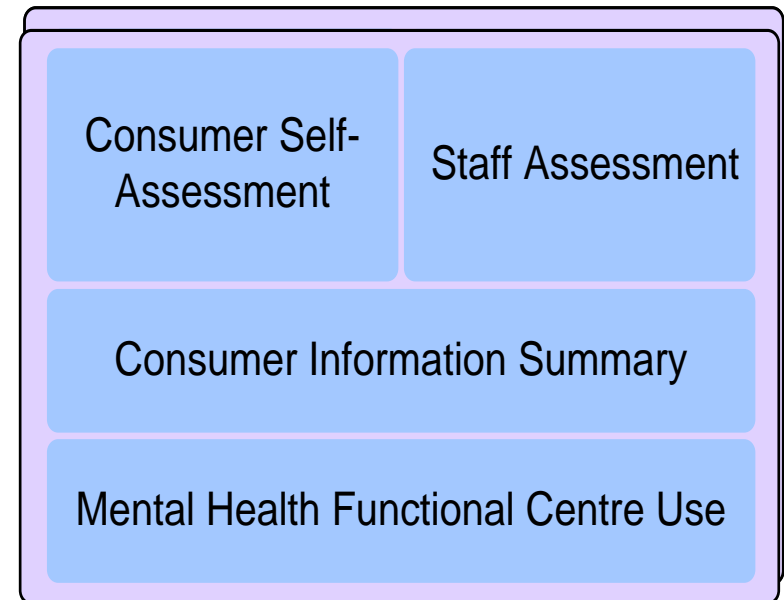 Consumer Self-
Assessment
Staff Assessment
Consumer Information Summary
Mental Health Functional Centre Use